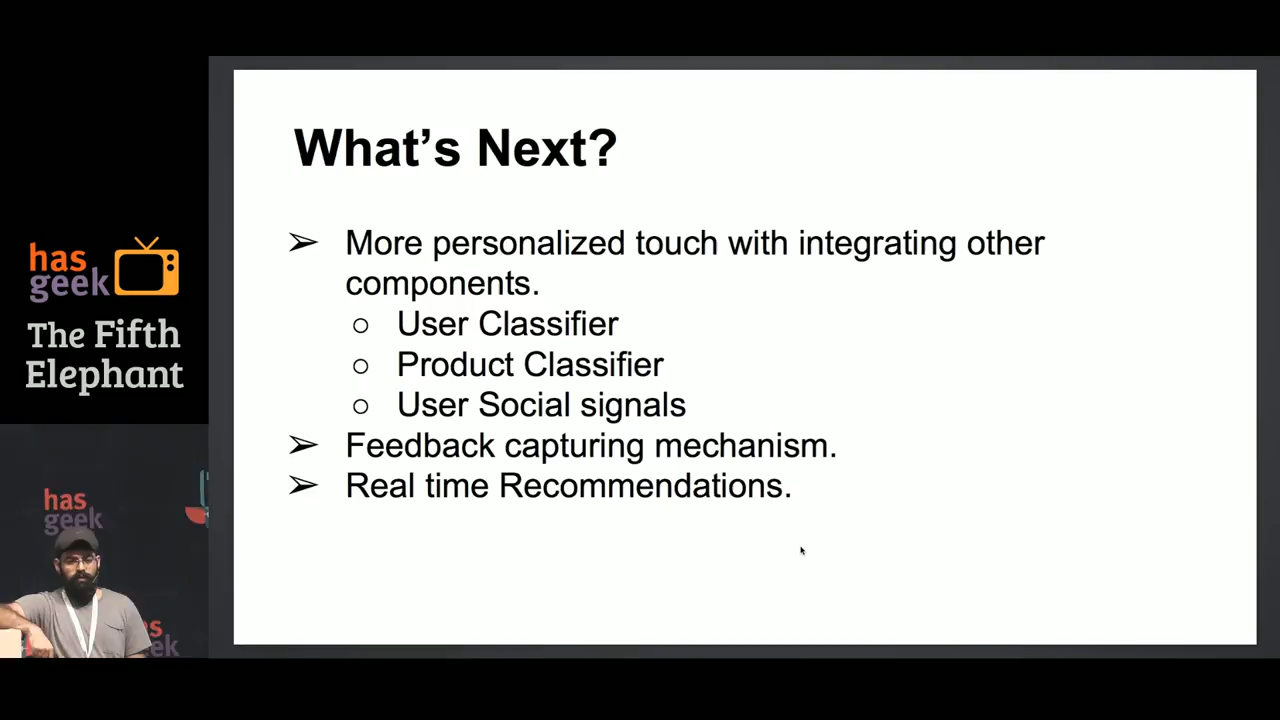 What's Next?
➢ More personalized touch with integrating other
components.
○ User Classifier
○ Product Classifier
○ User Social signals
➢ Feedback capturing mechanism.
➢ Real time Recommendations.
has
geek
The Fifth
Elephant
has
geek
s
eek